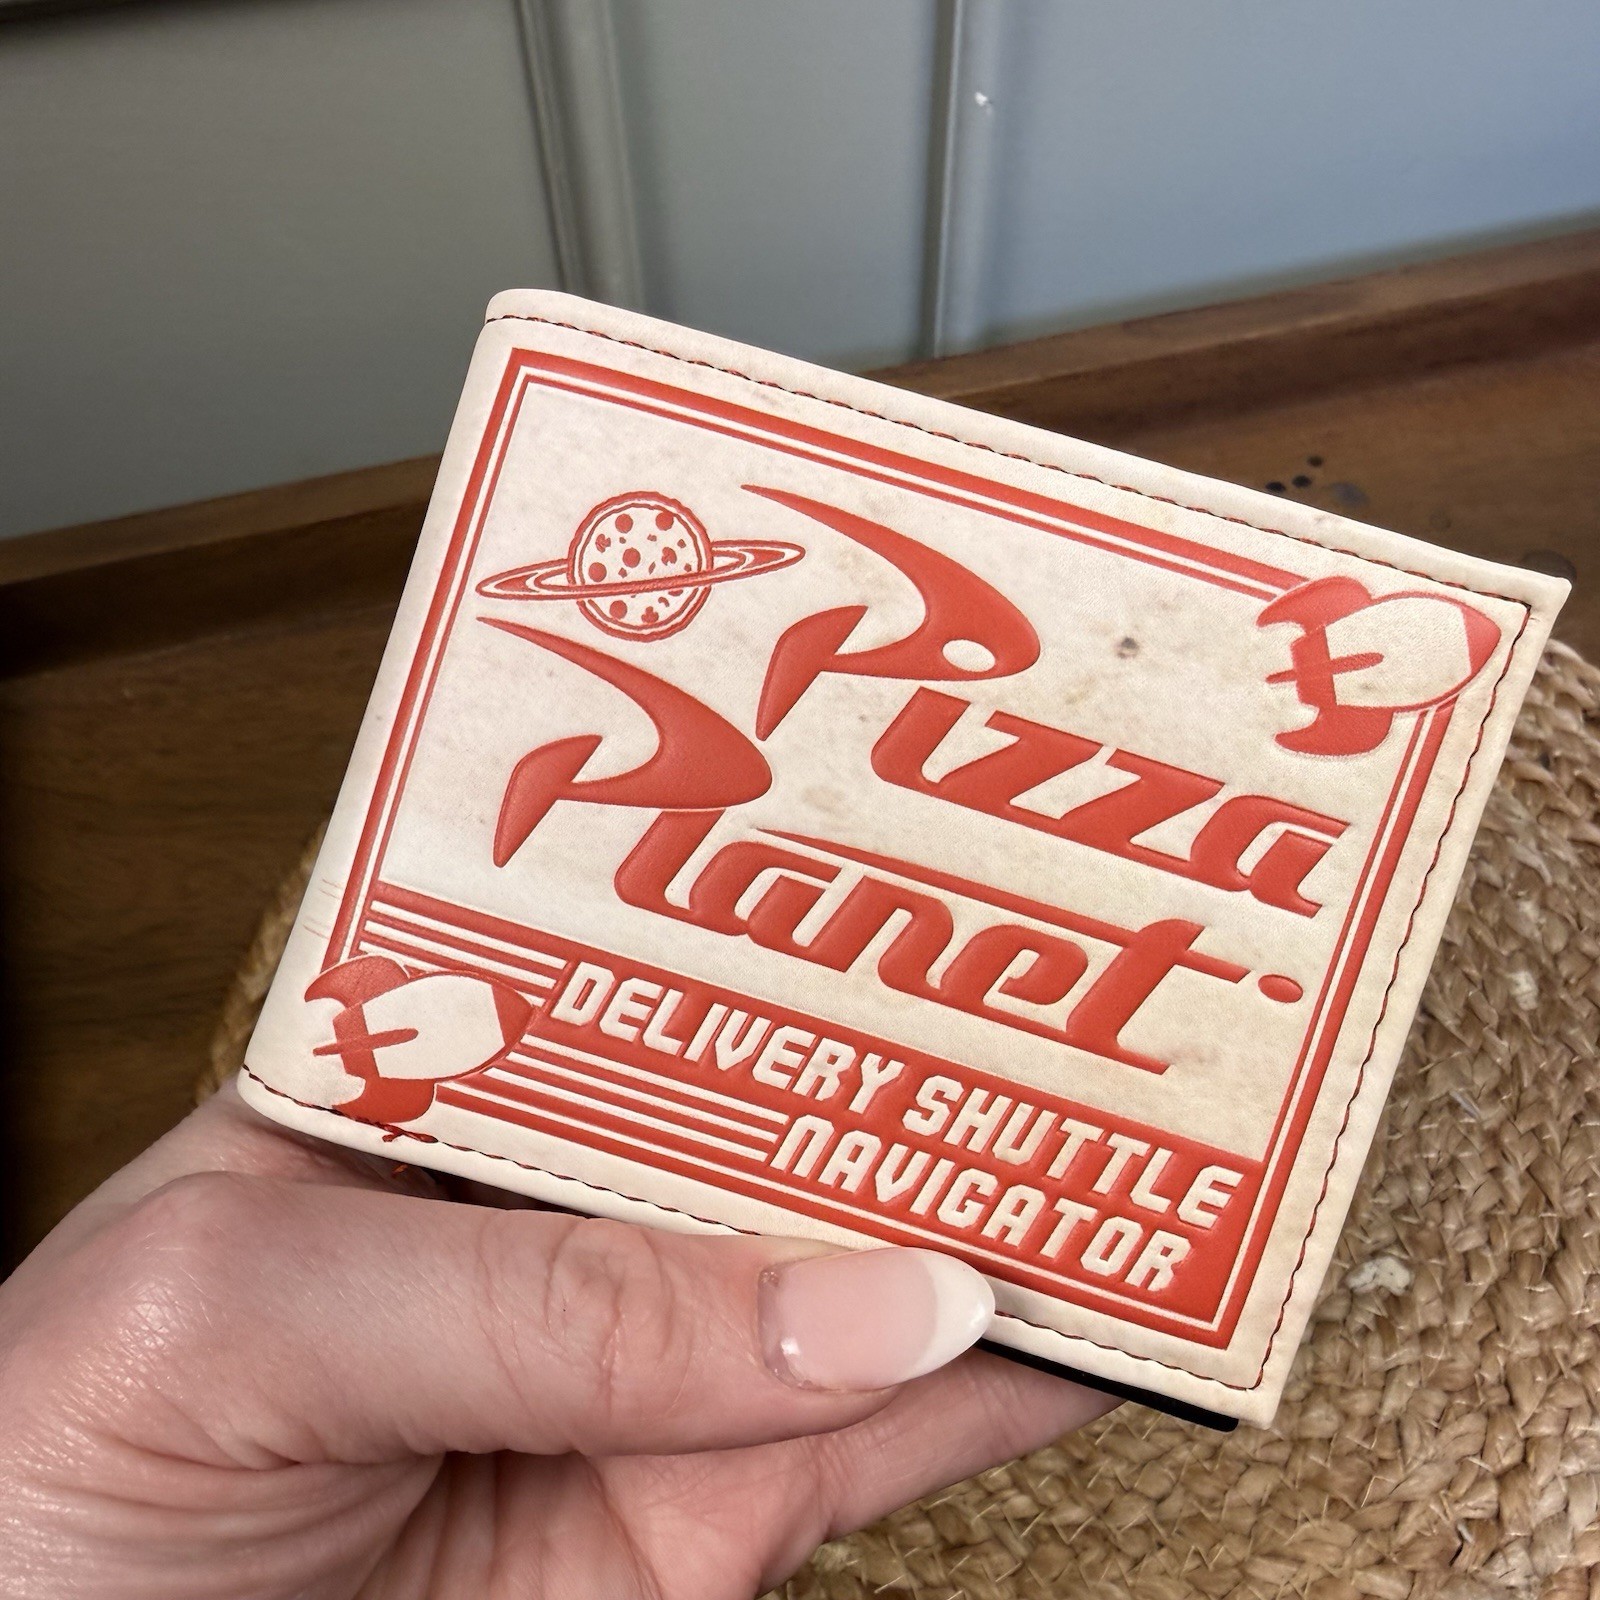 Pizza
Planet
DELIVERY SHUTTLE
NAVIGATOR